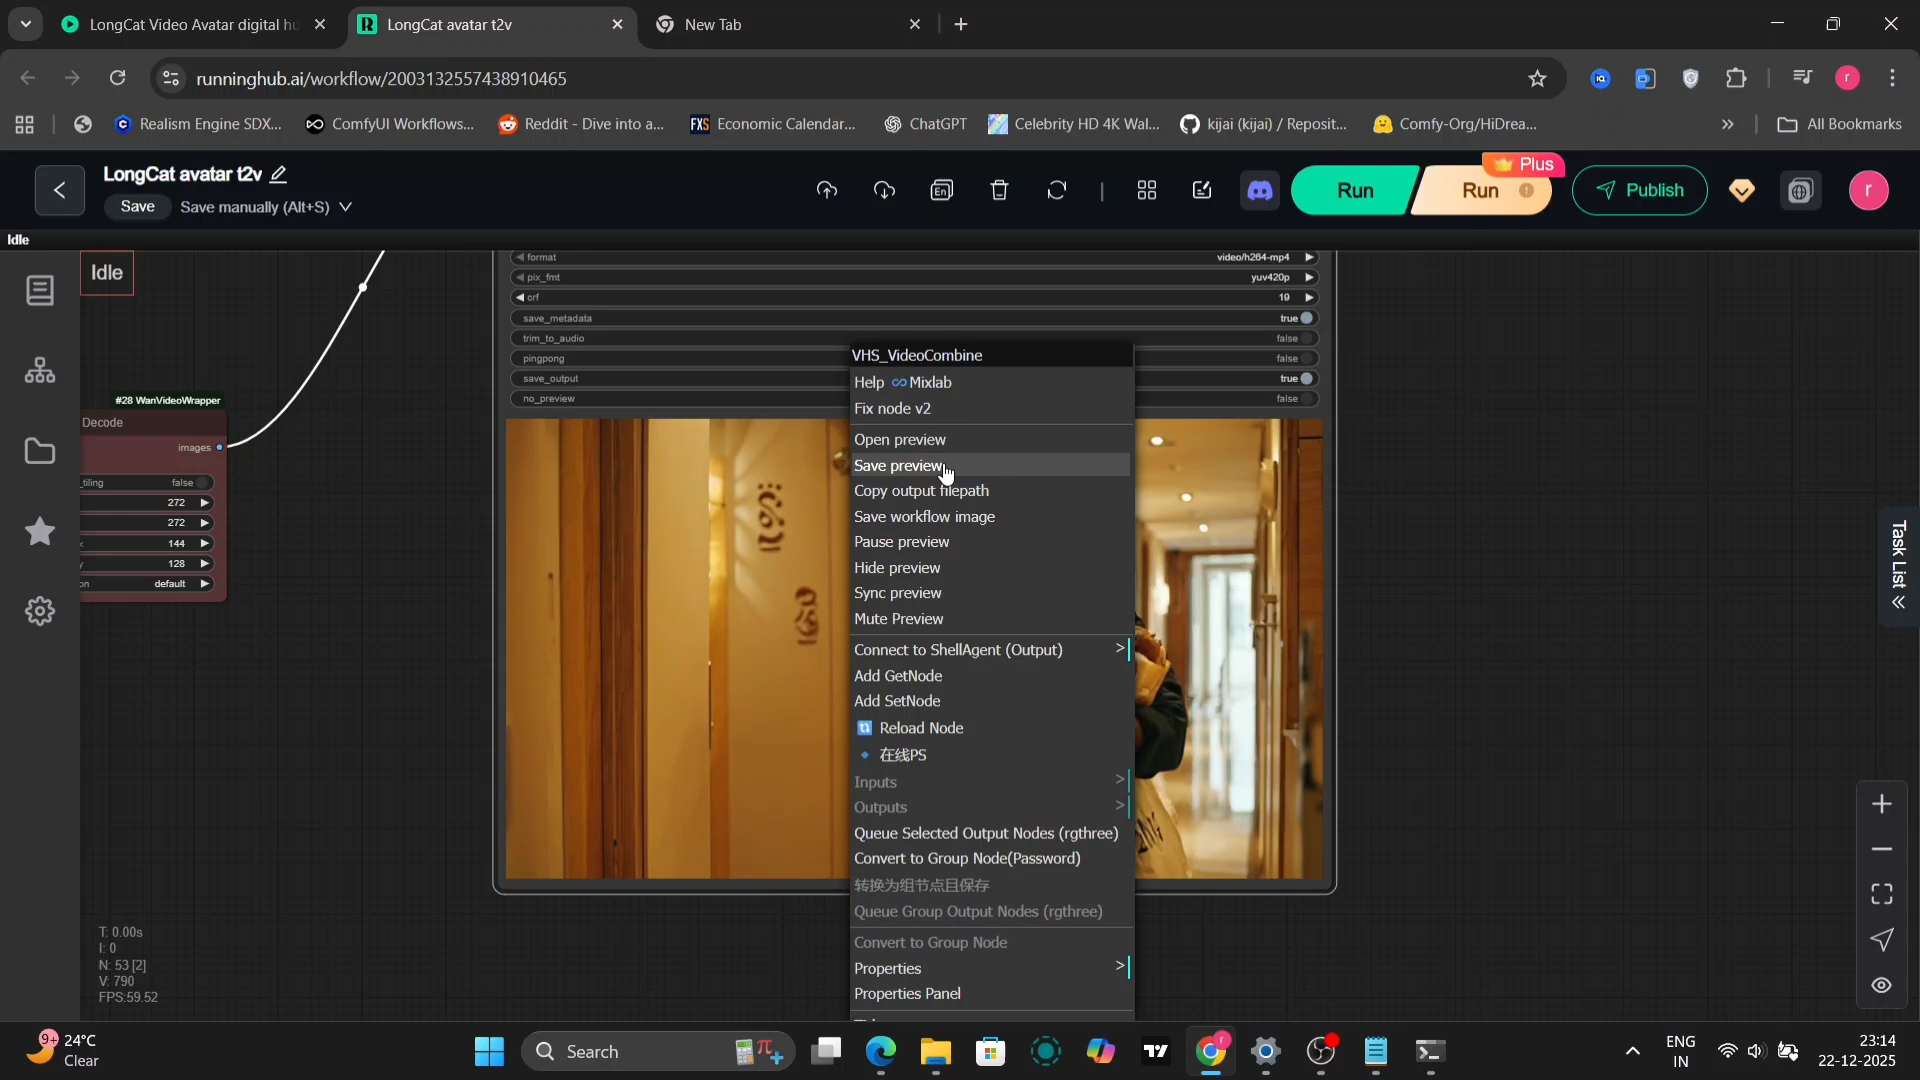 LongCat Video Avatar digital hu
LongCat avatar t2v
New Tab
runninghub.ai/workflow/2003132557438910465
Realism Engine SDX...
ComfyUI Workflows...
Reddit - Dive into a...
FXS
Economic Calendar...
ChatGPT
Celebrity HD 4K Wal...
kijai (kijai) / Reposit...
Comfy-Org/HiDrea...
»
All Bookmarks
LongCat avatar t2v
Save
Save manually (Alt+S)
En
Run
Run
Plus
Publish
r
Idle
Idle
format
video/h264-mp4
pix_fmt
yuv420p
crf
19
save_metadata
true
trim_to_audio
false
pingpong
false
save_output
true
no_preview
false
#28 WanVideoWrapper
Decode
images
_tiling
false
272
272
144
128
default
VHS_VideoCombine
Help Mixlab
Fix node v2
Open preview
Save preview
Copy output filepath
Save workflow image
Pause preview
Hide preview
Sync preview
Mute Preview
Connect to ShellAgent (Output) >
Add GetNode
Add SetNode
Reload Node
在线PS
Inputs >
Outputs >
Queue Selected Output Nodes (rgthree)
Convert to Group Node(Password)
转换为组节点且保存
Queue Group Output Nodes (rgthree)
Convert to Group Node
Properties >
Properties Panel
Task List
T: 0.00s
I: 0
N: 53 [2]
V: 790
FPS:59.52
9+
24°C
Clear
Search
ENG
IN
23:14
22-12-2025